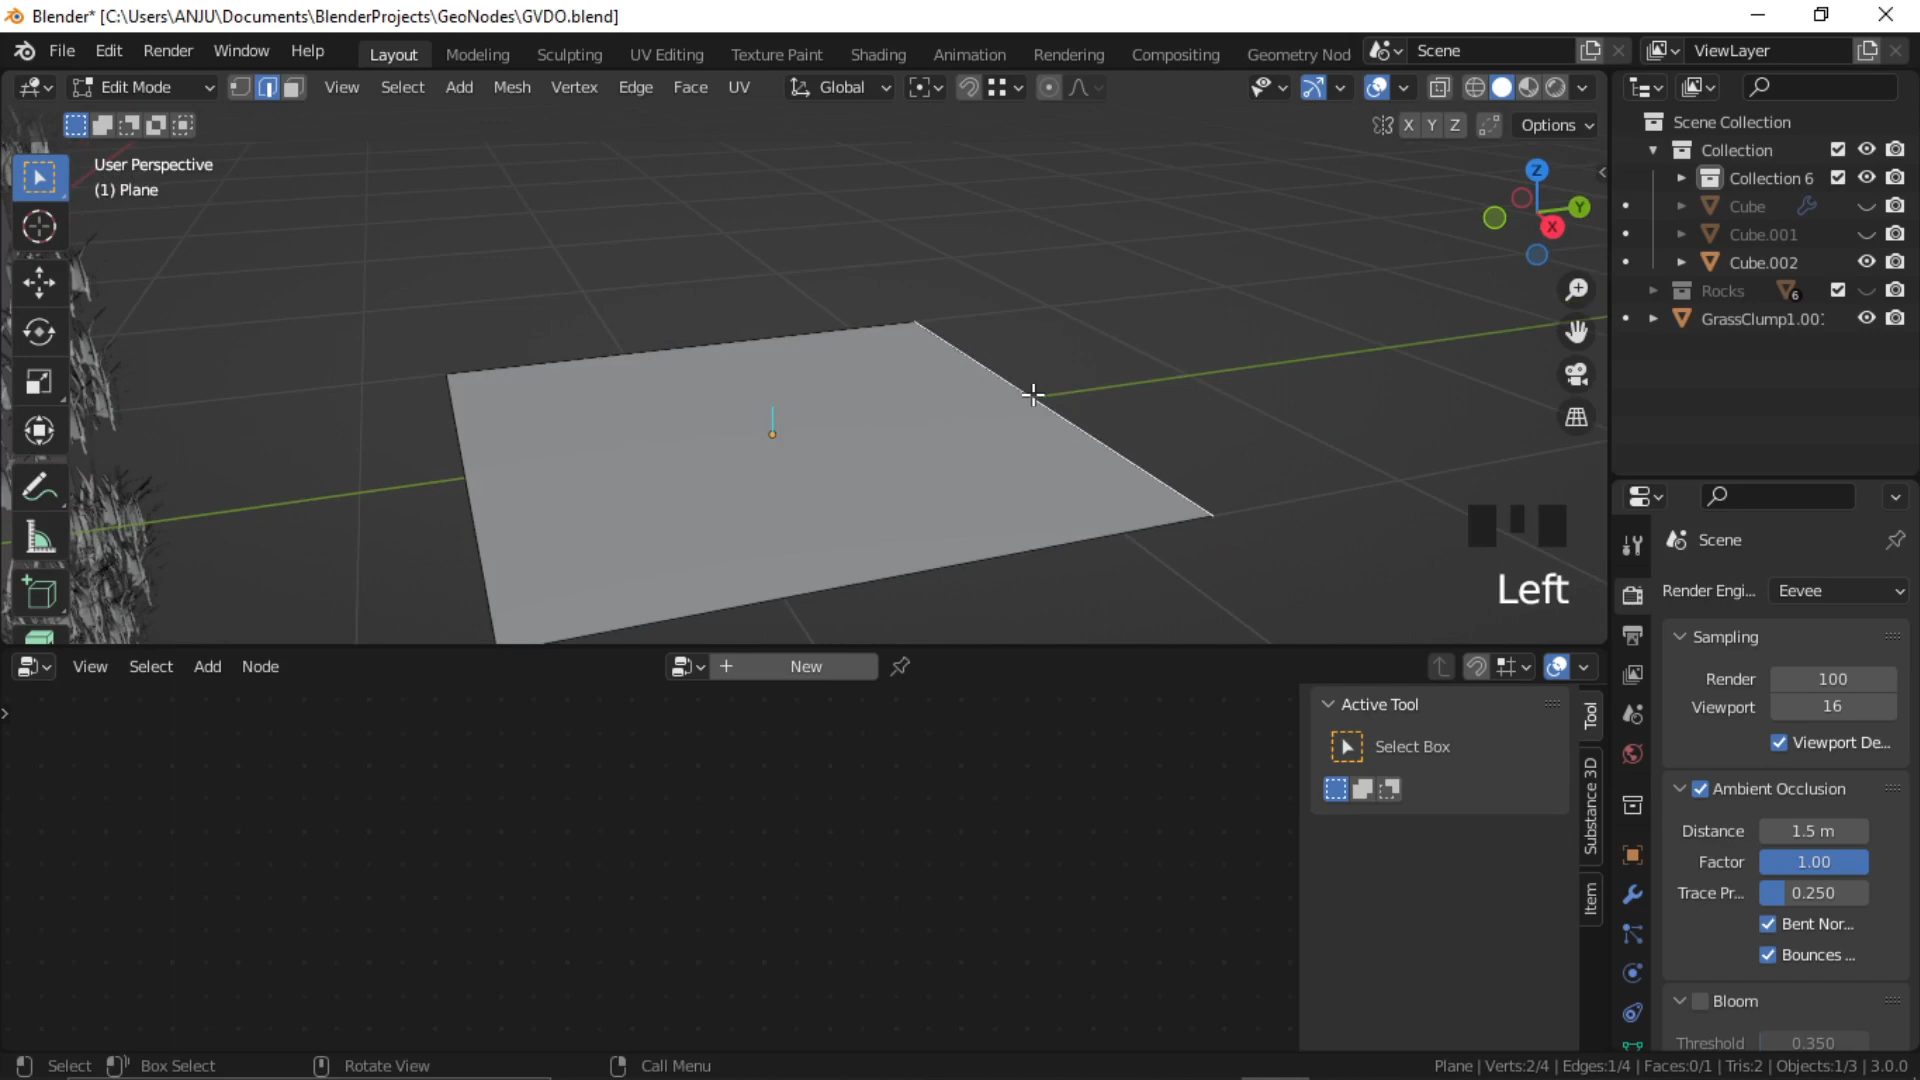 Blender* [C:\Users\ANJU\Documents\BlenderProjects\GeoNodes\GVDO.blend]
File Edit Render Window Help Layout Modeling Sculpting UV Editing Texture Paint Shading Animation Rendering Compositing Geometry Nod Scene ViewLayer
Edit Mode View Select Add Mesh Vertex Edge Face UV Global
X Y Z Options
User Perspective
(1) Plane
Z
Y
X
Scene Collection
Collection
Collection 6
Cube
Cube.001
Cube.002
Rocks 6
GrassClump1.00
Left
Scene
Render Engi... Eevee
Sampling
Render 100
Viewport 16
Viewport De...
Ambient Occlusion
Distance 1.5 m
Factor 1.00
Trace Pr... 0.250
Bent Nor...
Bounces ...
Bloom
Threshold 0.350
View Select Add Node New
Active Tool
Select Box
Tool
Substance 3D
Item
Select Box Select Rotate View Call Menu Plane | Verts:2/4 | Edges:1/4 | Faces:0/1 | Tris:2 | Objects:1/3 | 3.0.0